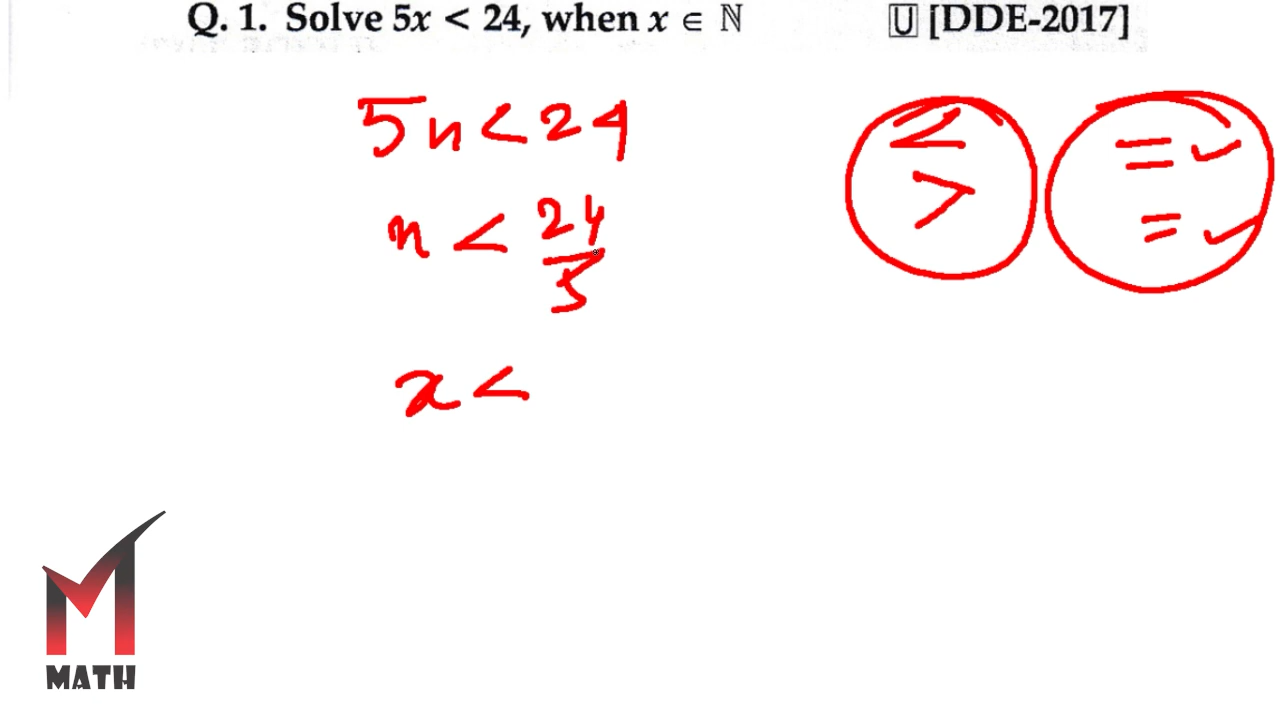 Q. 1. Solve 5x < 24, when x ∈ ℕ U [DDE-2017]
5x < 24
x < 24/5
x <
<
>
= ✓
= ✓
MATH